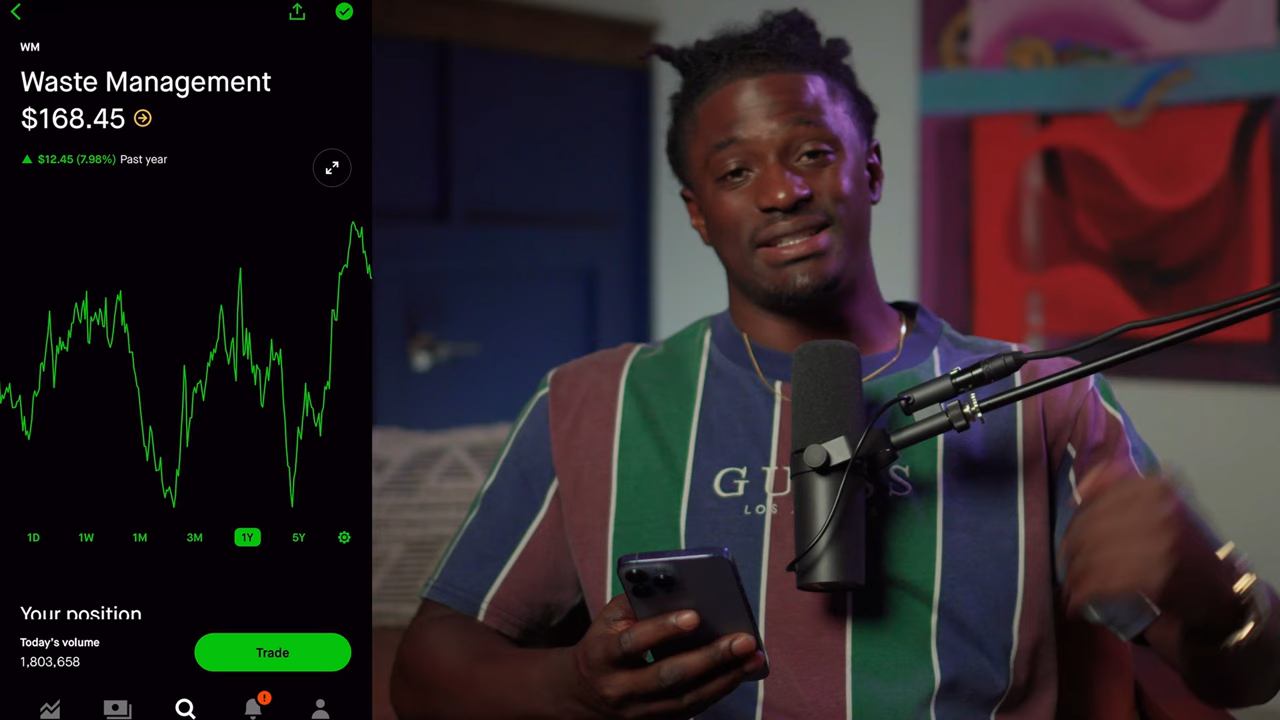 WM
Waste Management
$168.45
$12.45 (7.98%) Past year
1D 1W 1M 3M 1Y 5Y
Your position
Today's volume
1,803,658
Trade
!
GU
S
LOS